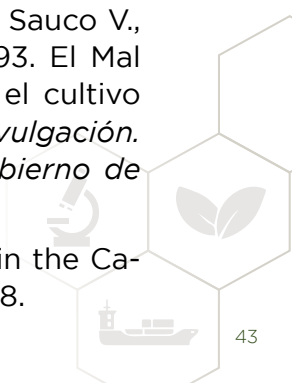 Sauco V.,
93. El Mal
el cultivo
vulgación.
bierno de
in the Ca-
8.
43